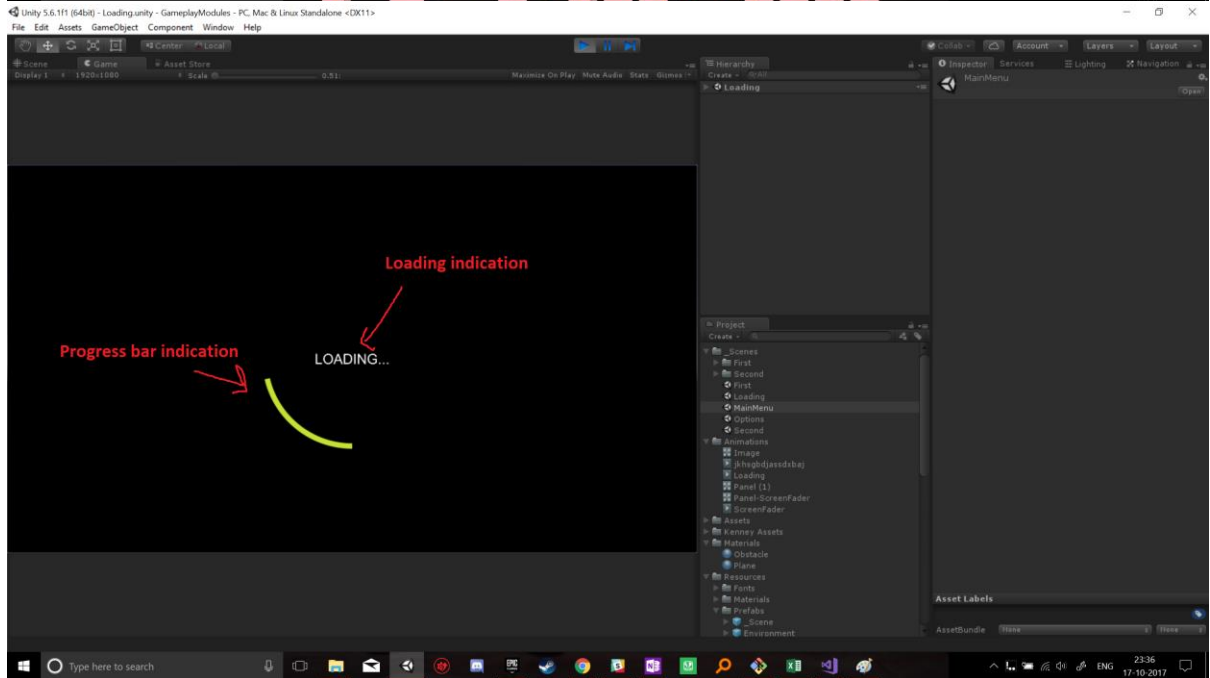 Unity 5.6.1f1 (64bit) - Loading.unity - GameplayModules - PC, Mac & Linux Standalone <DX11>
File Edit Assets GameObject Component Window Help
Center Local
Collab Account Layers Layout
Scene Game Asset Store
Hierarchy
Inspector Services Lighting Navigation
Display 1 1920x1080 Scale 0.51: Maximize On Play Mute Audio Stats Gizmos
Create All
MainMenu
Loading
Open
Loading indication
Progress bar indication
LOADING...
Project
Create
_Scenes
First
Second
First
Loading
MainMenu
Options
Second
Animations
Image
jkhsgbdjassdxbaj
Loading
Panel (1)
Panel-ScreenFader
ScreenFader
Assets
Kenney Assets
Materials
Obstacle
Plane
Resources
Fonts
Materials
Prefabs
_Scene
Environment
Asset Labels
AssetBundle None None
Type here to search
ENG
23:36
17-10-2017